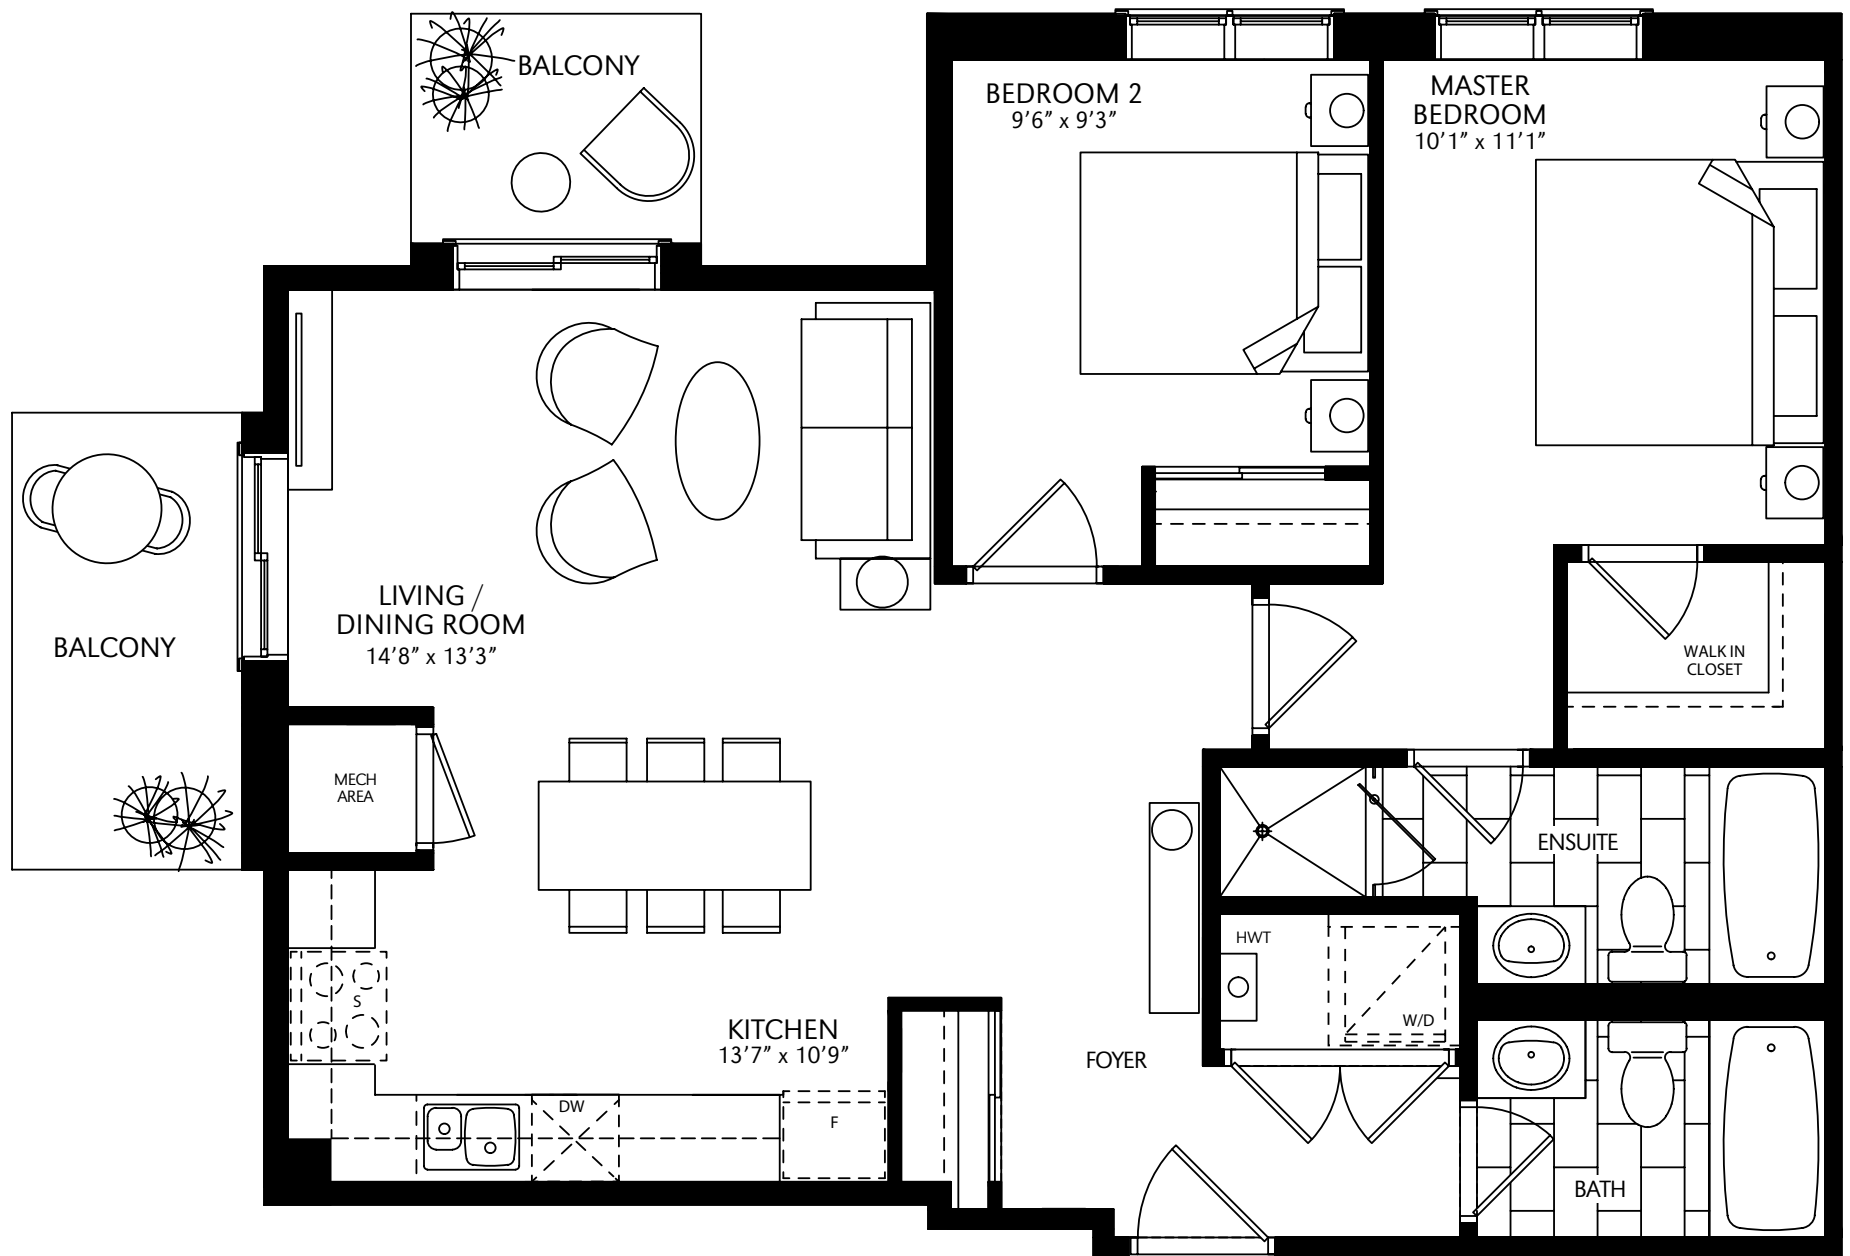 BALCONY
BEDROOM 2
9'6" x 9'3"
MASTER
BEDROOM
10'1" x 11'1"
LIVING /
DINING ROOM
14'8" x 13'3"
BALCONY
WALK IN
CLOSET
MECH
AREA
ENSUITE
HWT
W/D
S
KITCHEN
13'7" x 10'9"
FOYER
DW
F
BATH